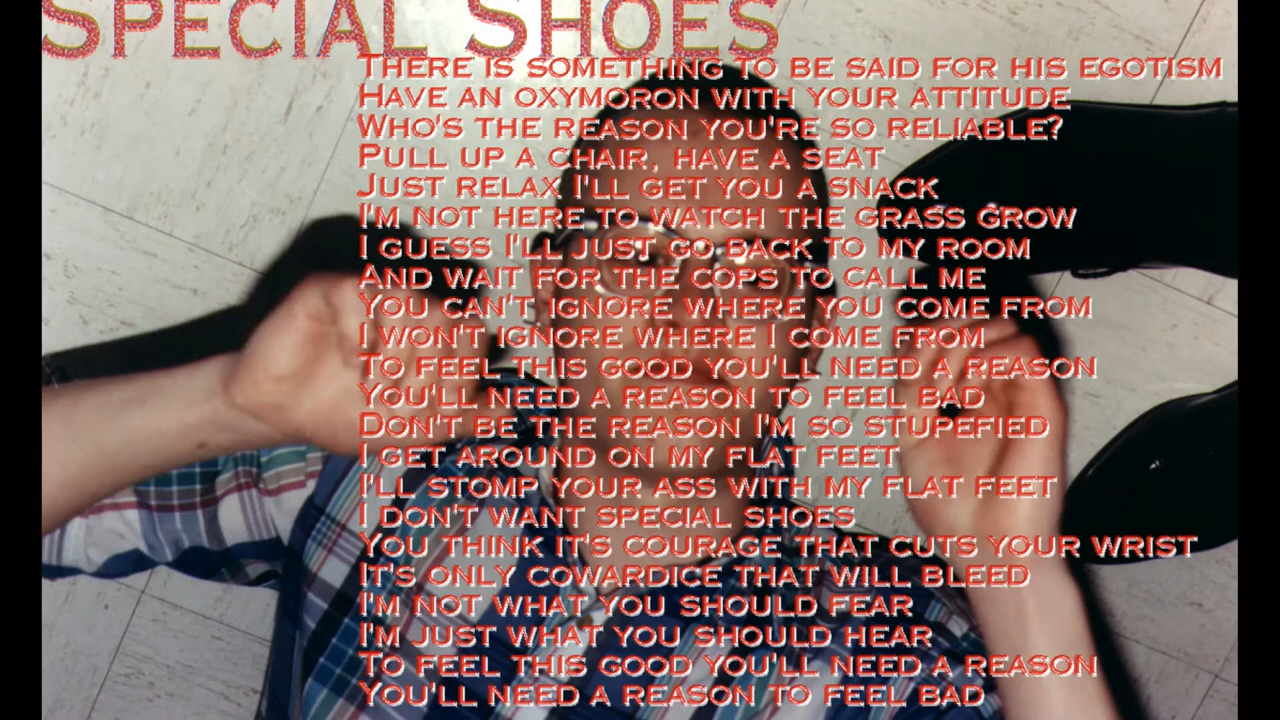 SPECIAL SHOES
THERE IS SOMETHING TO BE SAID FOR HIS EGOTISM
HAVE AN OXYMORON WITH YOUR ATTITUDE
WHO'S THE REASON YOU'RE SO RELIABLE?
PULL UP A CHAIR, HAVE A SEAT
JUST RELAX I'LL GET YOU A SNACK
I'M NOT HERE TO WATCH THE GRASS GROW
I GUESS I'LL JUST GO BACK TO MY ROOM
AND WAIT FOR THE COPS TO CALL ME
YOU CAN'T IGNORE WHERE YOU COME FROM
I WON'T IGNORE WHERE I COME FROM
TO FEEL THIS GOOD YOU'LL NEED A REASON
YOU'LL NEED A REASON TO FEEL BAD
DON'T BE THE REASON I'M SO STUPEFIED
I GET AROUND ON MY FLAT FEET
I'LL STOMP YOUR ASS WITH MY FLAT FEET
I DON'T WANT SPECIAL SHOES
YOU THINK IT'S COURAGE THAT CUTS YOUR WRIST
IT'S ONLY COWARDICE THAT WILL BLEED
I'M NOT WHAT YOU SHOULD FEAR
I'M JUST WHAT YOU SHOULD HEAR
TO FEEL THIS GOOD YOU'LL NEED A REASON
YOU'LL NEED A REASON TO FEEL BAD